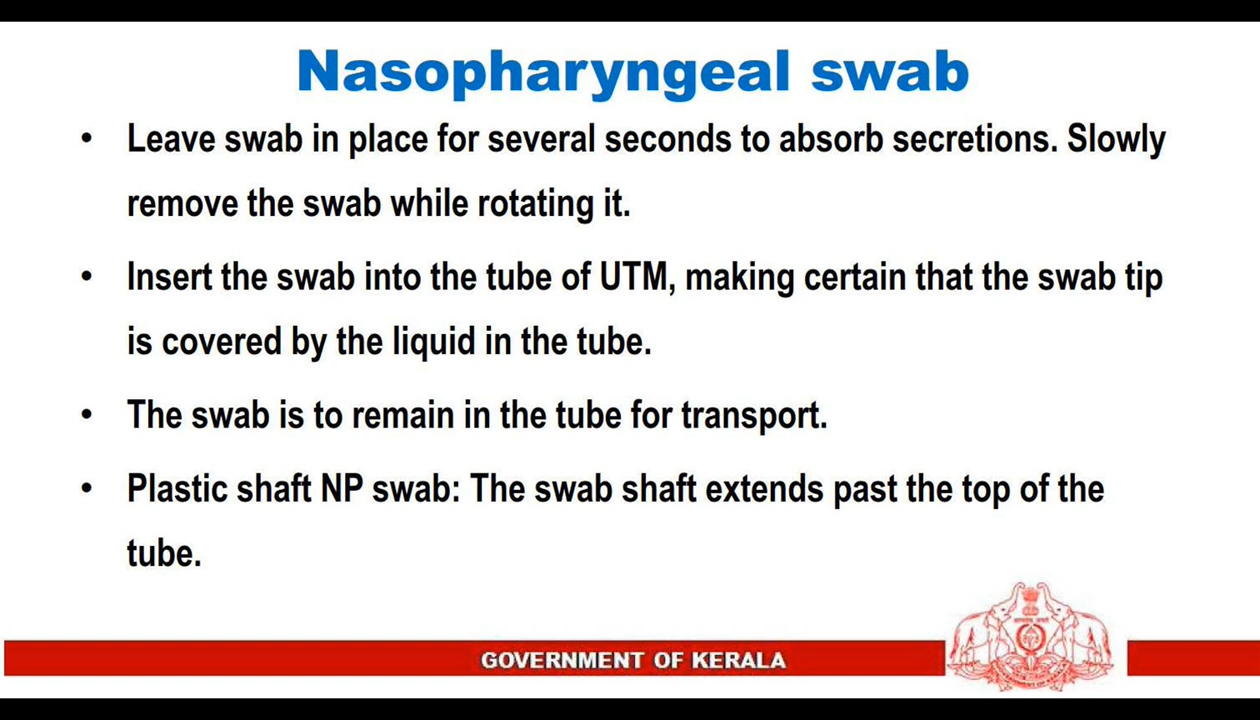 Nasopharyngeal swab
• Leave swab in place for several seconds to absorb secretions. Slowly
remove the swab while rotating it.
• Insert the swab into the tube of UTM, making certain that the swab tip
is covered by the liquid in the tube.
• The swab is to remain in the tube for transport.
• Plastic shaft NP swab: The swab shaft extends past the top of the
tube.
GOVERNMENT OF KERALA